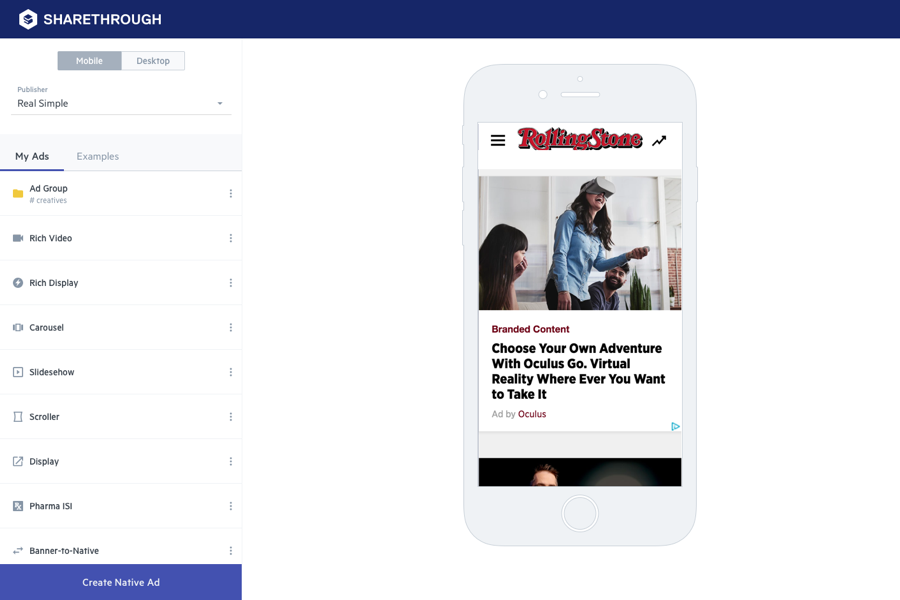 SHARETHROUGH
Mobile
Desktop
Publisher
Real Simple
My Ads
Examples
Ad Group
# creatives
Rich Video
Rich Display
Carousel
Slidesehow
Scroller
Display
Pharma ISI
Banner-to-Native
Create Native Ad
RollingStone
Branded Content
Choose Your Own Adventure
With Oculus Go. Virtual
Reality Where Ever You Want
to Take It
Ad by Oculus